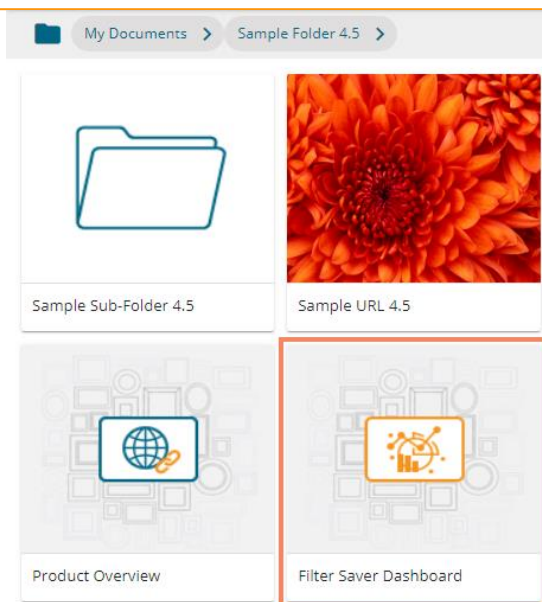 My Documents > Sample Folder 4.5 >
Sample Sub-Folder 4.5
Sample URL 4.5
Product Overview
Filter Saver Dashboard